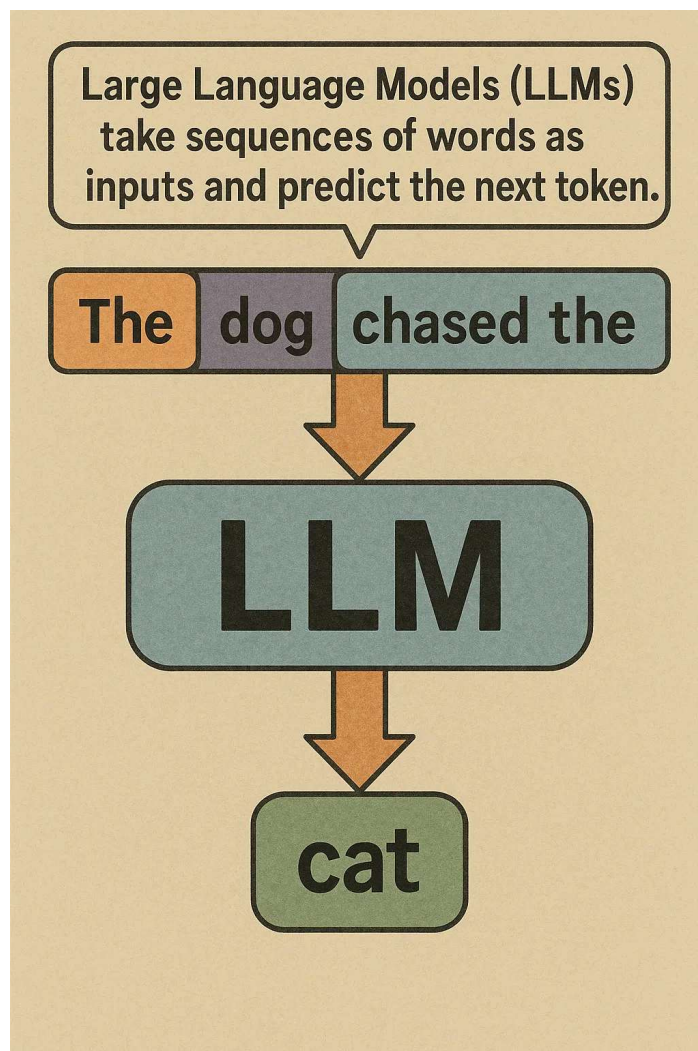 Large Language Models (LLMs)
take sequences of words as
inputs and predict the next token.
The dog chased the
LLM
cat